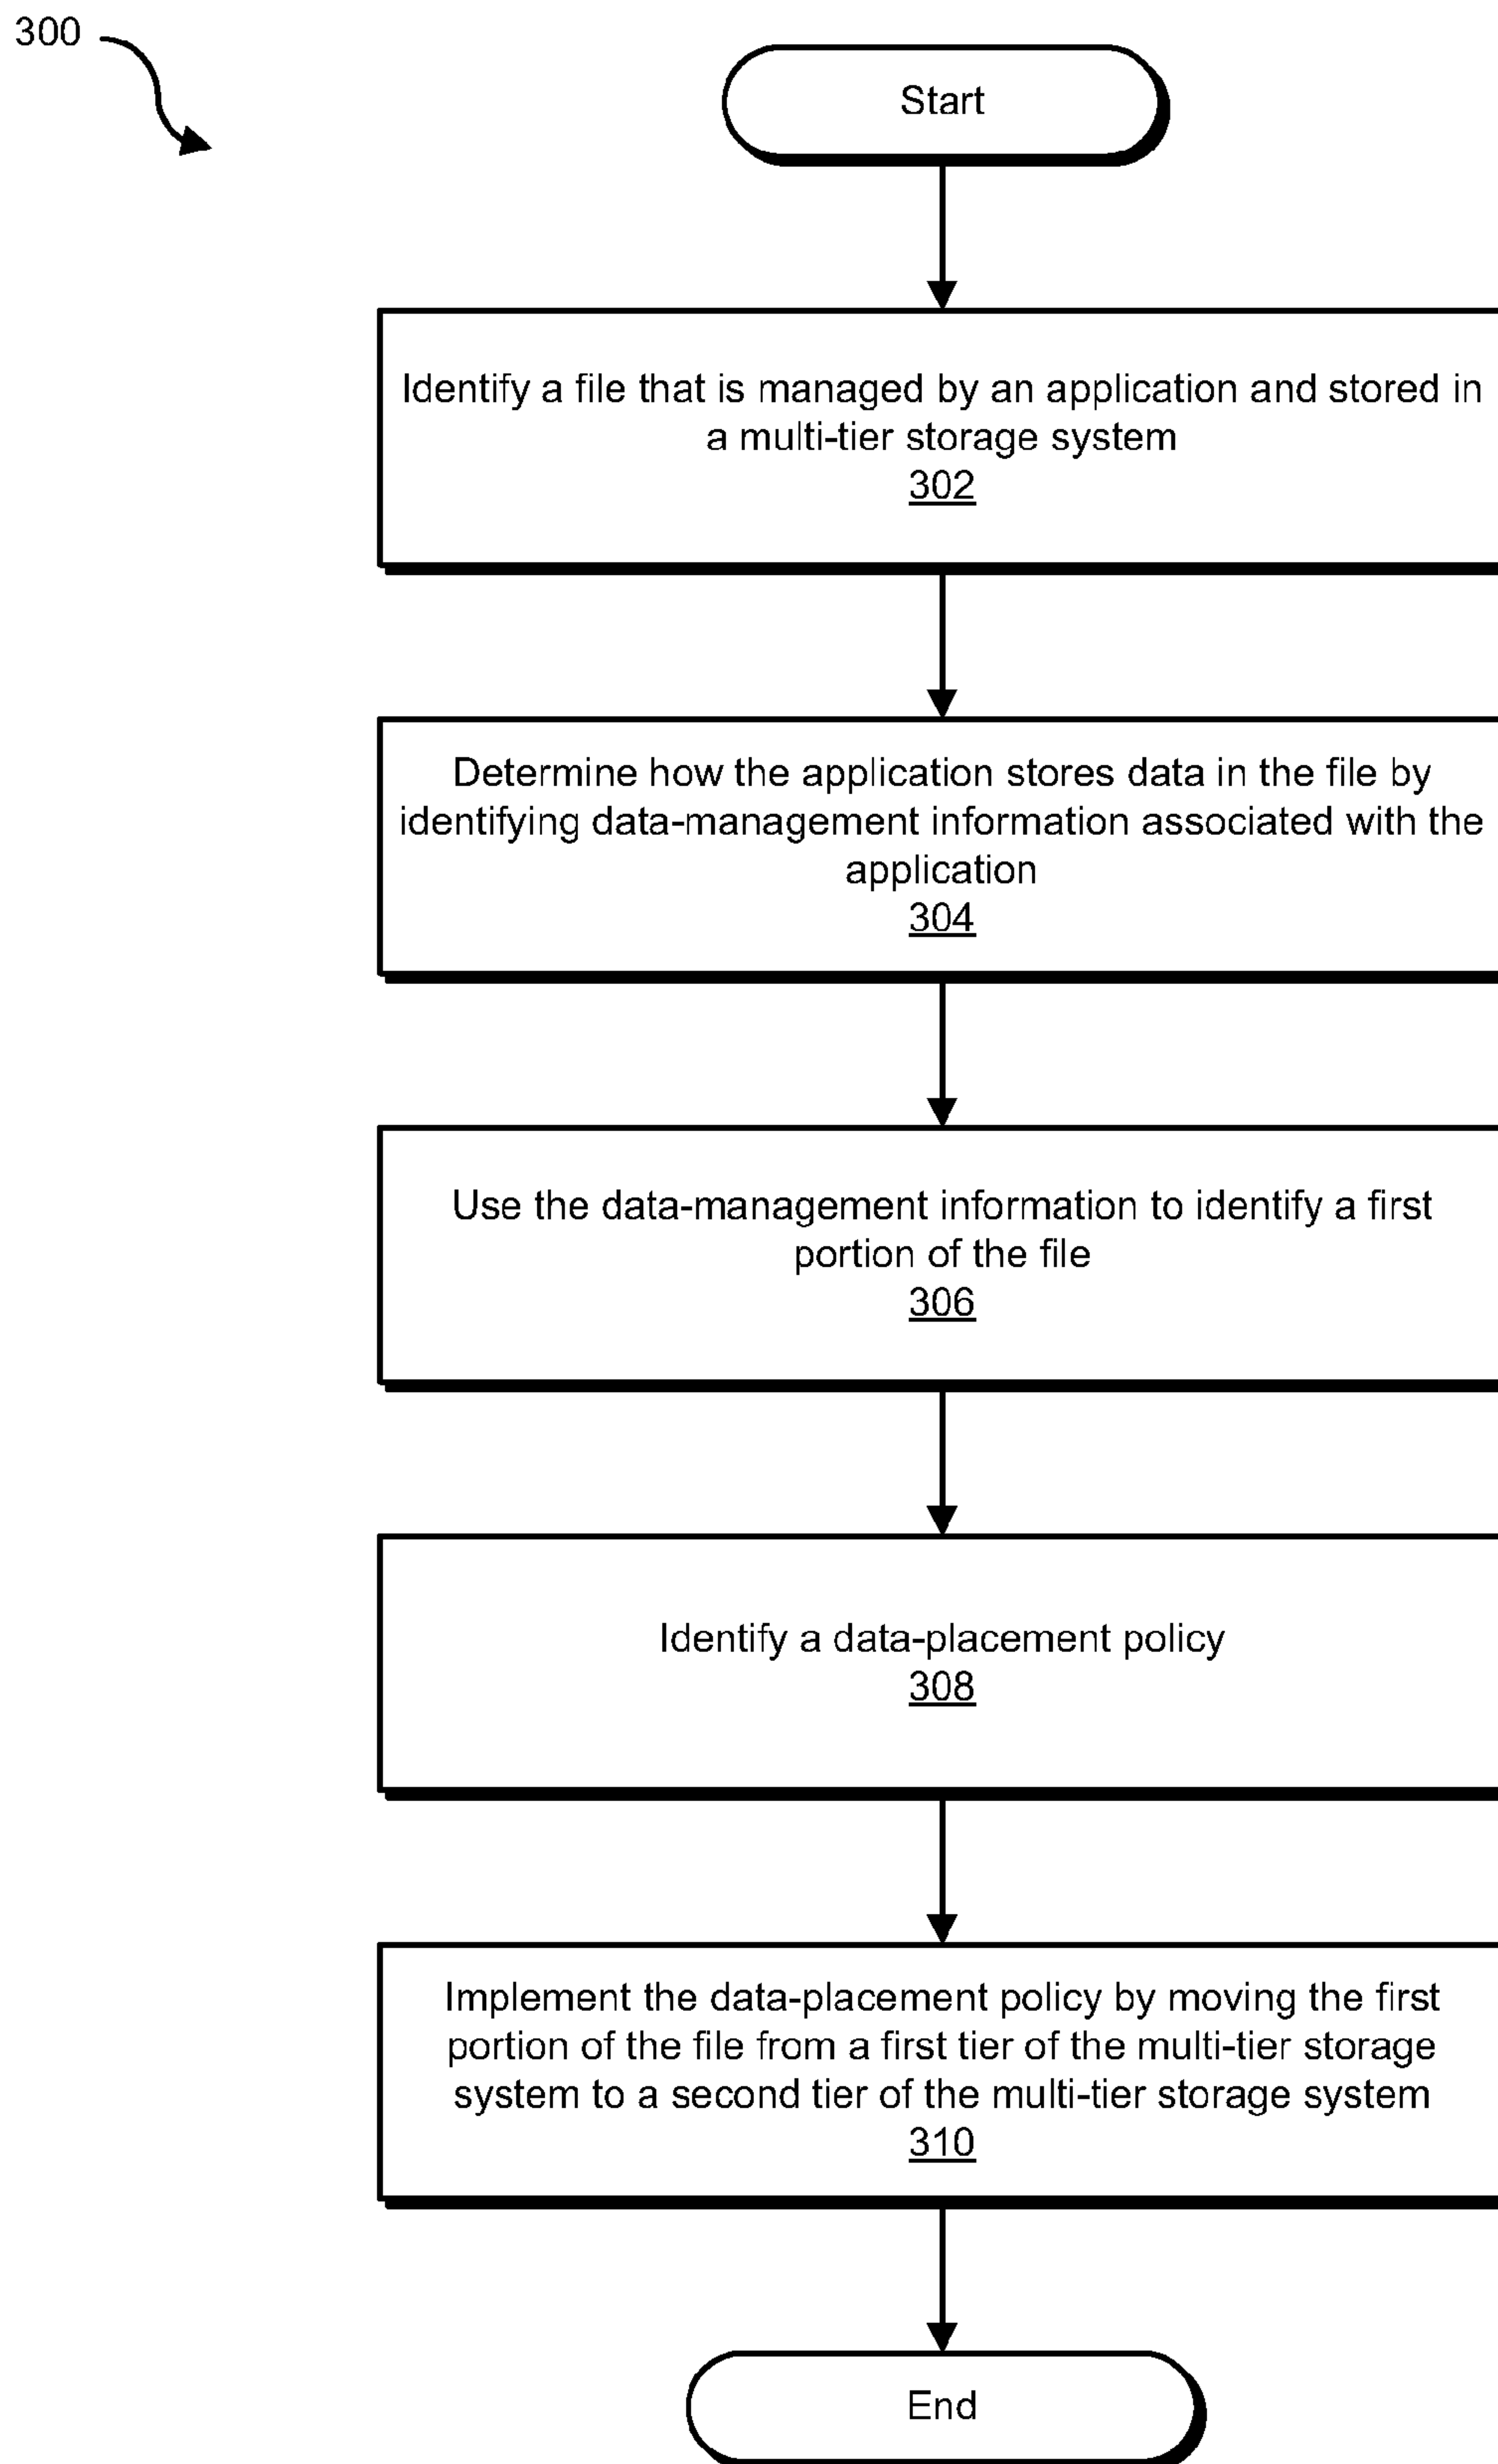 300
Start
Identify a file that is managed by an application and stored in
a multi-tier storage system
302
Determine how the application stores data in the file by
identifying data-management information associated with the
application
304
Use the data-management information to identify a first
portion of the file
306
Identify a data-placement policy
308
Implement the data-placement policy by moving the first
portion of the file from a first tier of the multi-tier storage
system to a second tier of the multi-tier storage system
310
End